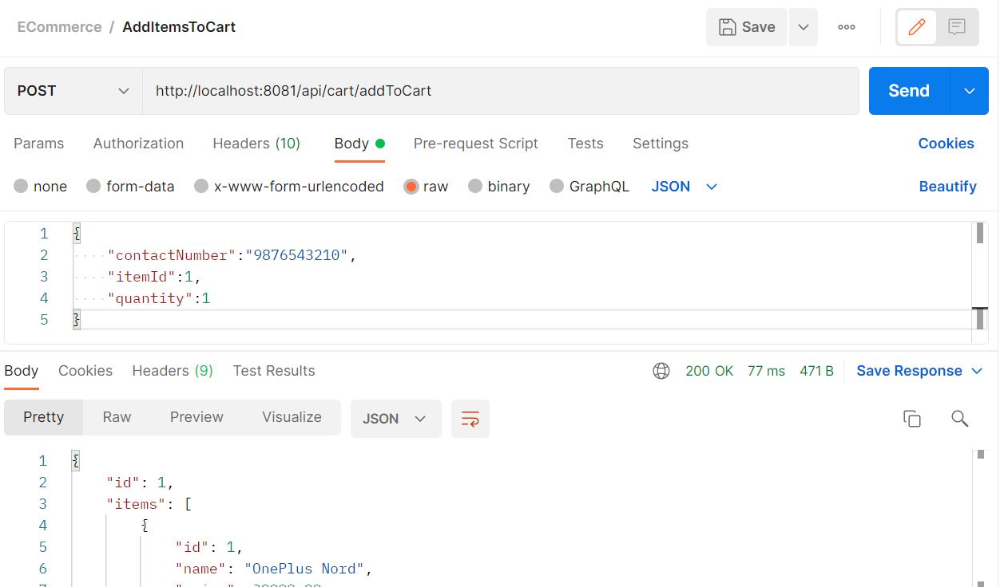 ECommerce / AddItemsToCart
Save
POST
http://localhost:8081/api/cart/addToCart
Send
Params Authorization Headers (10) Body Pre-request Script Tests Settings Cookies
none form-data x-www-form-urlencoded raw binary GraphQL JSON Beautify
1 {
2 "contactNumber":"9876543210",
3 "itemId":1,
4 "quantity":1
5 }
Body Cookies Headers (9) Test Results 200 OK 77 ms 471 B Save Response
Pretty Raw Preview Visualize JSON
1 {
2 "id": 1,
3 "items": [
4 {
5 "id": 1,
6 "name": "OnePlus Nord",